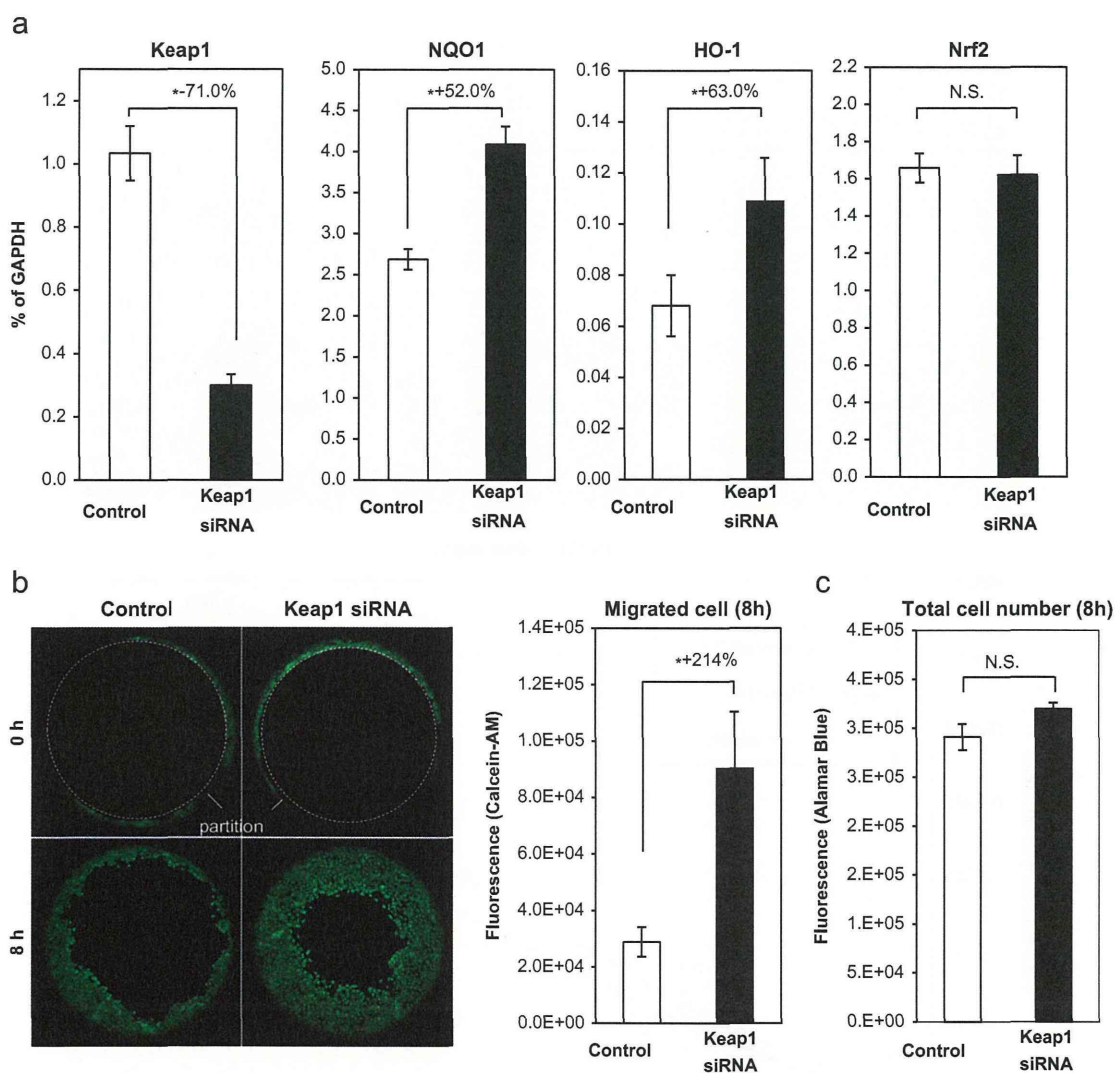 a
Keap1
NQO1
HO-1
Nrf2
% of GAPDH
1.2
1.0
0.8
0.6
0.4
0.2
0.0
*-71.0%
Control
Keap1
siRNA
5.0
4.5
4.0
3.5
3.0
2.5
2.0
1.5
1.0
0.5
0.0
*+52.0%
Control
Keap1
siRNA
0.16
0.14
0.12
0.10
0.08
0.06
0.04
0.02
0.00
*+63.0%
Control
Keap1
siRNA
2.2
2.0
1.8
1.6
1.4
1.2
1.0
0.8
0.6
0.4
0.2
0.0
N.S.
Control
Keap1
siRNA
b
Control
Keap1 siRNA
0 h
partition
8 h
Migrated cell (8h)
Fluorescence (Calcein-AM)
1.4E+05
1.2E+05
1.0E+05
8.0E+04
6.0E+04
4.0E+04
2.0E+04
0.E+00
*+214%
Control
Keap1
siRNA
c
Total cell number (8h)
Fluorescence (Alamar Blue)
4.E+05
4.E+05
3.E+05
3.E+05
2.E+05
2.E+05
1.E+05
5.E+04
0.E+00
N.S.
Control
Keap1
siRNA